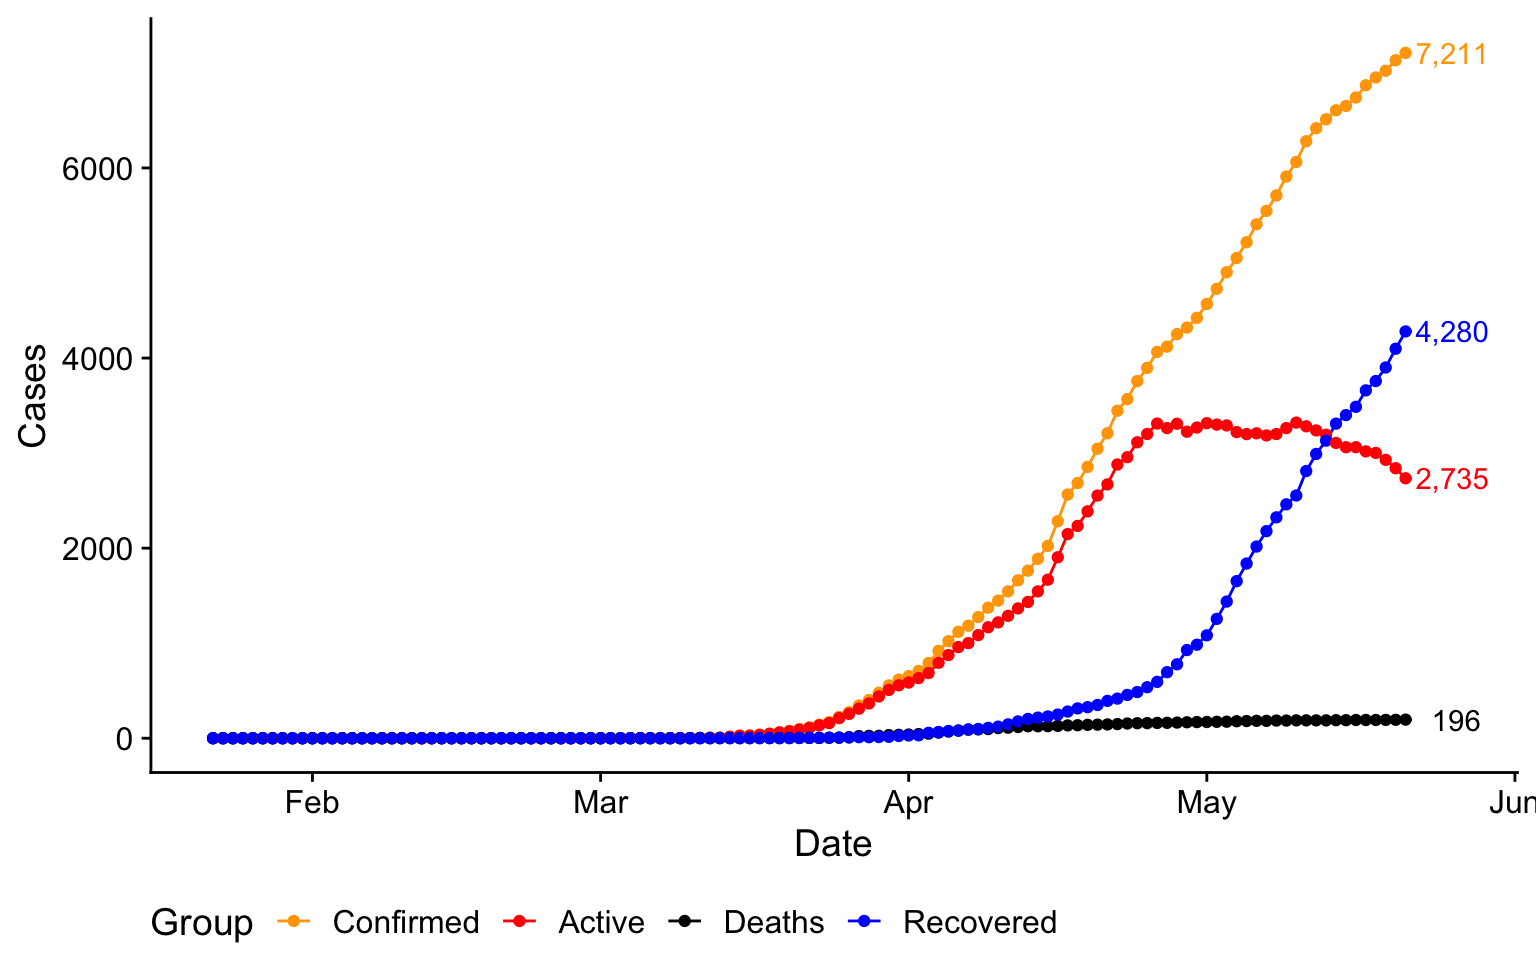 7,211
6000
4,280
4000
Cases
2,735
2000
196
0
Feb Mar Apr May Jun
Date
Group Confirmed Active Deaths Recovered